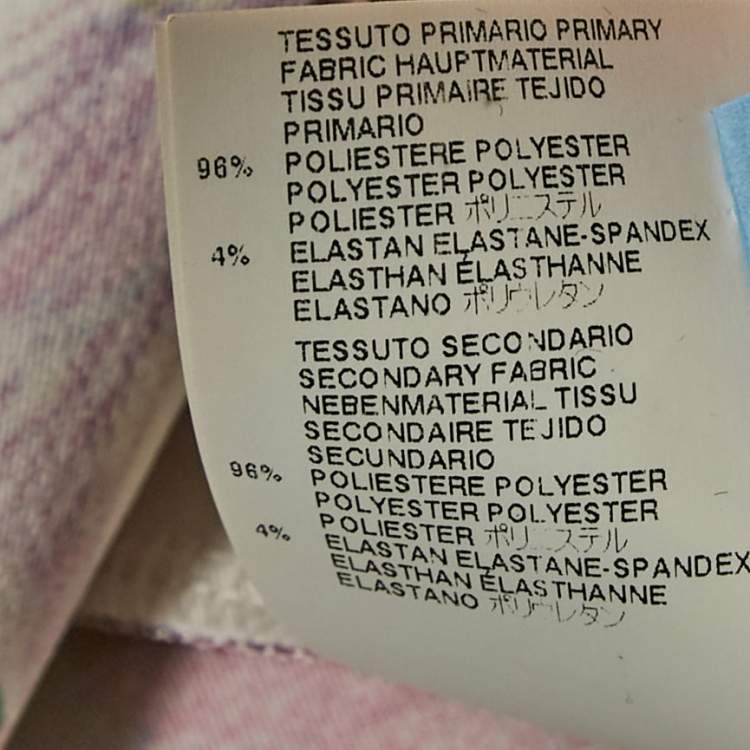 TESSUTO PRIMARIO PRIMARY
FABRIC HAUPTMATERIAL
TISSU PRIMAIRE TEJIDO
PRIMARIO
96% POLIESTERE POLYESTER
POLYESTER POLYESTER
POLIESTER ポリエステル
4% ELASTAN ELASTANE-SPANDEX
ELASTHAN ÉLASTHANNE
ELASTANO ポリウレタン
TESSUTO SECONDARIO
SECONDARY FABRIC
NEBENMATERIAL TISSU
SECONDAIRE TEJIDO
SECUNDARIO
96% POLIESTERE POLYESTER
POLYESTER POLYESTER
POLIESTER ポリエステル
4% ELASTAN ELASTANE-SPANDEX
ELASTHAN ÉLASTHANNE
ELASTANO ポリウレタン